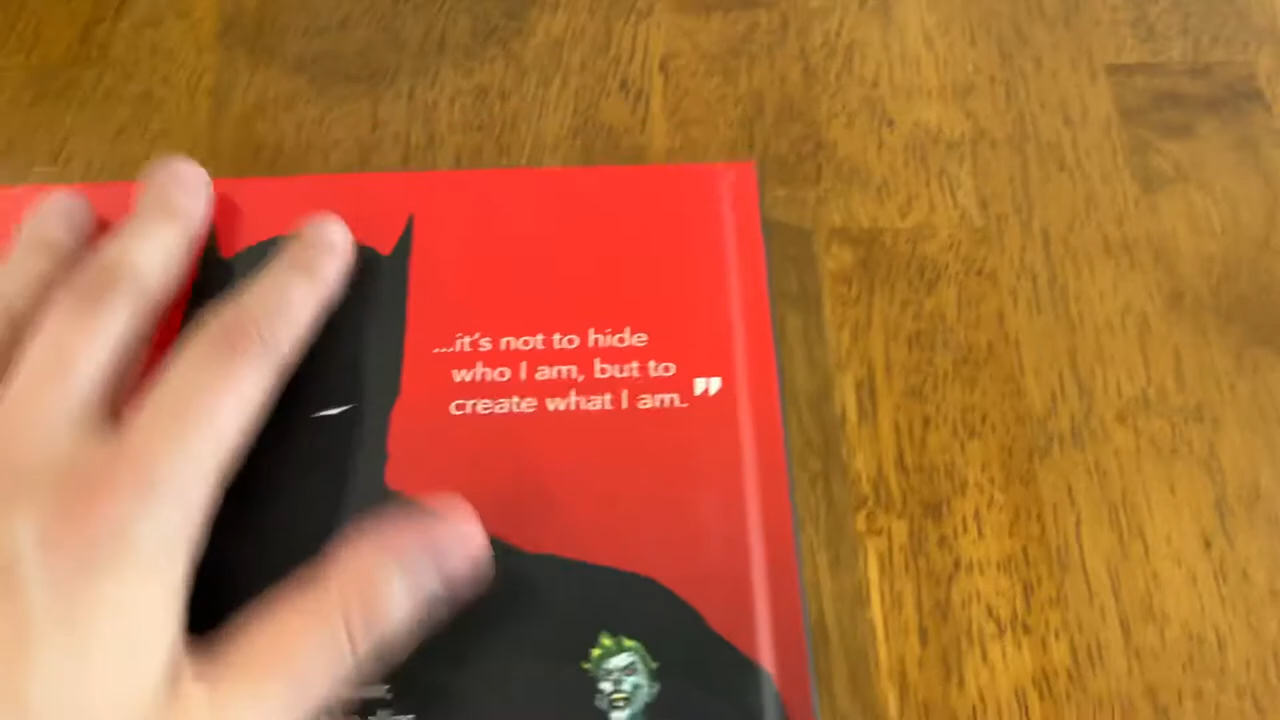 ...it's not to hide
who I am, but to
create what I am.”